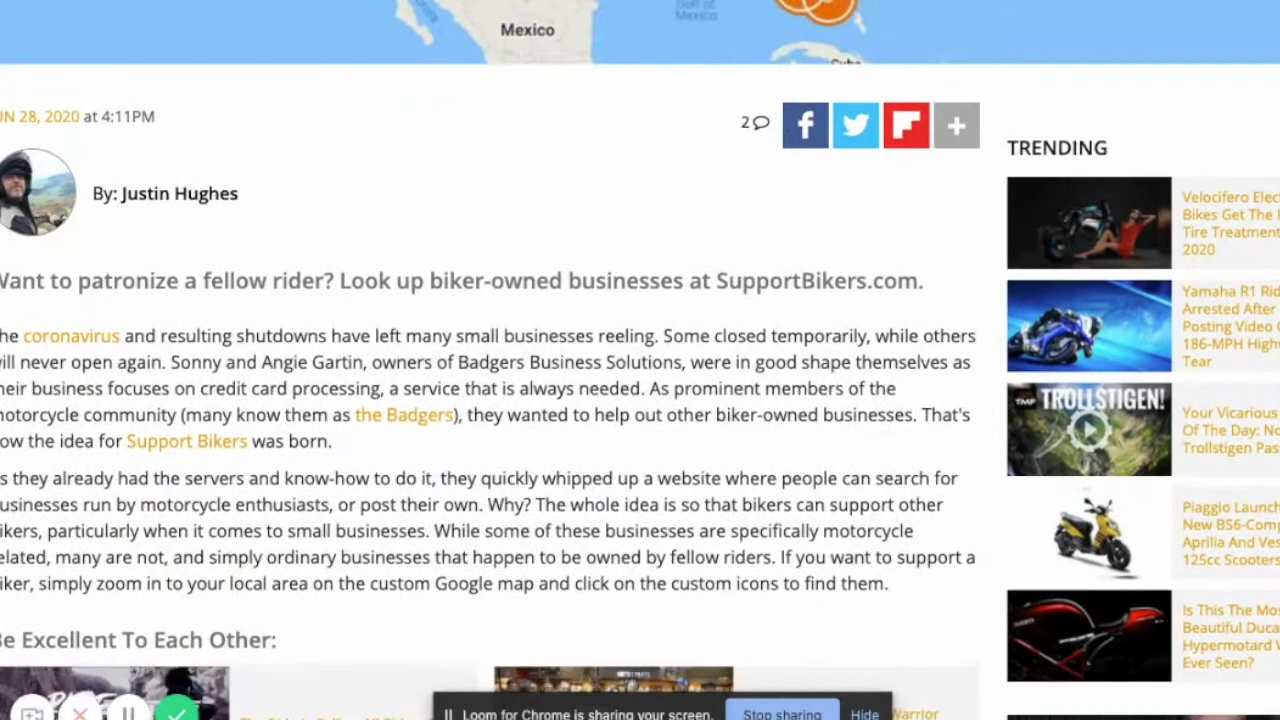 Mexico
Gulf of
Mexico
Cuba
UN 28, 2020 at 4:11PM
2
f
+
By: Justin Hughes
TRENDING
Want to patronize a fellow rider? Look up biker-owned businesses at SupportBikers.com.
he coronavirus and resulting shutdowns have left many small businesses reeling. Some closed temporarily, while others
will never open again. Sonny and Angie Gartin, owners of Badgers Business Solutions, were in good shape themselves as
heir business focuses on credit card processing, a service that is always needed. As prominent members of the
motorcycle community (many know them as the Badgers), they wanted to help out other biker-owned businesses. That's
ow the idea for Support Bikers was born.
s they already had the servers and know-how to do it, they quickly whipped up a website where people can search for
usinesses run by motorcycle enthusiasts, or post their own. Why? The whole idea is so that bikers can support other
ikers, particularly when it comes to small businesses. While some of these businesses are specifically motorcycle
elated, many are not, and simply ordinary businesses that happen to be owned by fellow riders. If you want to support a
iker, simply zoom in to your local area on the custom Google map and click on the custom icons to find them.
Be Excellent To Each Other:
Velocifero Elec
Bikes Get The
Tire Treatment
2020
Yamaha R1 Rid
Arrested After
Posting Video
186-MPH Highw
Tear
TMF TROLLSTIGEN!
Your Vicarious
Of The Day: No
Trollstigen Pas
Piaggio Launch
New BS6-Comp
Aprilia And Ves
125cc Scooters
Is This The Mos
Beautiful Duca
Hypermotard
Ever Seen?
Loom for Chrome is sharing your screen.
Stop sharing
Hide
Warrior